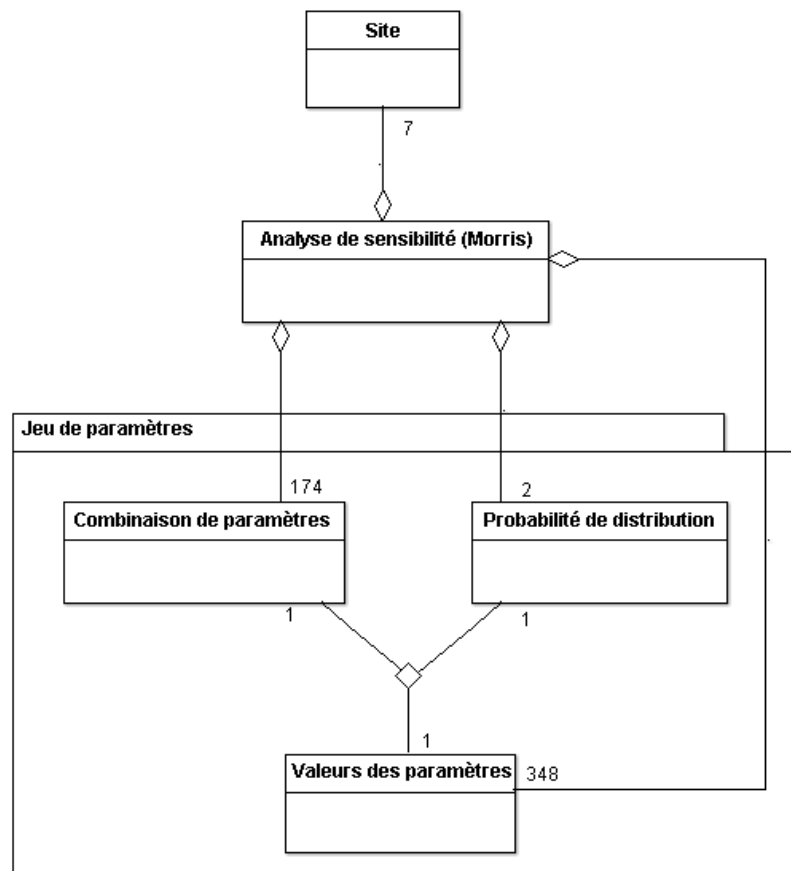 Site
7
Analyse de sensibilité (Morris)
Jeu de paramètres
174
2
Combinaison de paramètres
Probabilité de distribution
1
1
1
Valeurs des paramètres
348